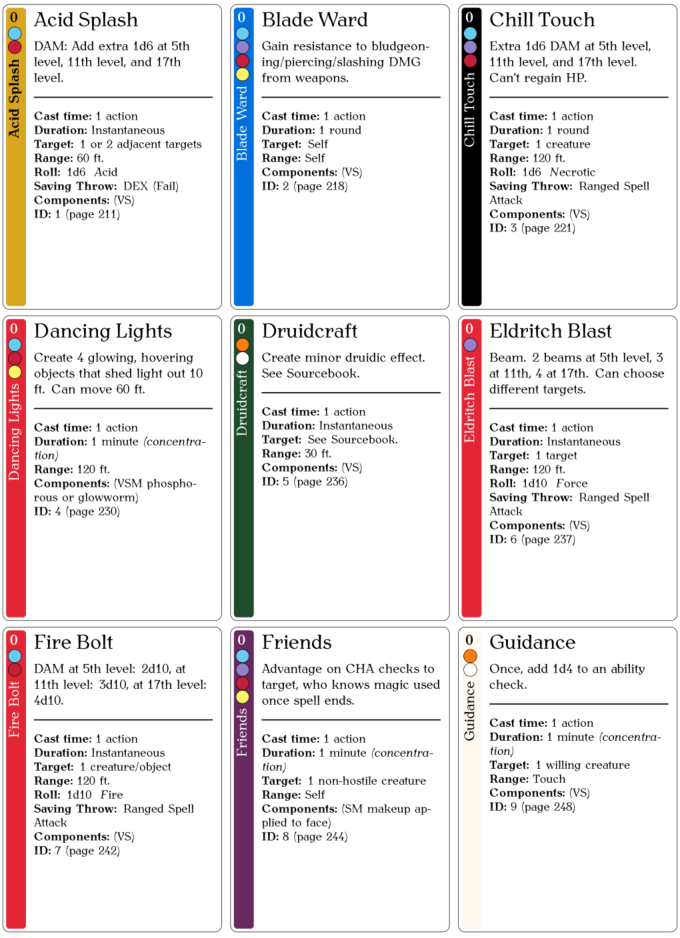 0
Acid Splash
Acid Splash
DAM: Add extra 1d6 at 5th
level, 11th level, and 17th
level.
Cast time: 1 action
Duration: Instantaneous
Target: 1 or 2 adjacent targets
Range: 60 ft.
Roll: 1d6 Acid
Saving Throw: DEX (Fail)
Components: (VS)
ID: 1 (page 211)
0
Blade Ward
Blade Ward
Gain resistance to bludgeon-
ing/piercing/slashing DMG
from weapons.
Cast time: 1 action
Duration: 1 round
Target: Self
Range: Self
Components: (VS)
ID: 2 (page 218)
0
Chill Touch
Chill Touch
Extra 1d6 DAM at 5th level,
11th level, and 17th level.
Can't regain HP.
Cast time: 1 action
Duration: 1 round
Target: 1 creature
Range: 120 ft.
Roll: 1d6 Necrotic
Saving Throw: Ranged Spell
Attack
Components: (VS)
ID: 3 (page 221)
0
Dancing Lights
Dancing Lights
Create 4 glowing, hovering
objects that shed light out 10
ft. Can move 60 ft.
Cast time: 1 action
Duration: 1 minute (concentra-
tion)
Range: 120 ft.
Components: (VSM phospho-
rous or glowworm)
ID: 4 (page 230)
0
Druidcraft
Druidcraft
Create minor druidic effect.
See Sourcebook.
Cast time: 1 action
Duration: Instantaneous
Target: See Sourcebook.
Range: 30 ft.
Components: (VS)
ID: 5 (page 236)
0
Eldritch Blast
Eldritch Blast
Beam. 2 beams at 5th level, 3
at 11th, 4 at 17th. Can choose
different targets.
Cast time: 1 action
Duration: Instantaneous
Target: 1 target
Range: 120 ft.
Roll: 1d10 Force
Saving Throw: Ranged Spell
Attack
Components: (VS)
ID: 6 (page 237)
0
Fire Bolt
Fire Bolt
DAM at 5th level: 2d10, at
11th level: 3d10, at 17th level:
4d10.
Cast time: 1 action
Duration: Instantaneous
Target: 1 creature/object
Range: 120 ft.
Roll: 1d10 Fire
Saving Throw: Ranged Spell
Attack
Components: (VS)
ID: 7 (page 242)
0
Friends
Friends
Advantage on CHA checks to
target, who knows magic used
once spell ends.
Cast time: 1 action
Duration: 1 minute (concentra-
tion)
Target: 1 non-hostile creature
Range: Self
Components: (SM makeup ap-
plied to face)
ID: 8 (page 244)
0
Guidance
Guidance
Once, add 1d4 to an ability
check.
Cast time: 1 action
Duration: 1 minute (concentra-
tion)
Target: 1 willing creature
Range: Touch
Components: (VS)
ID: 9 (page 248)